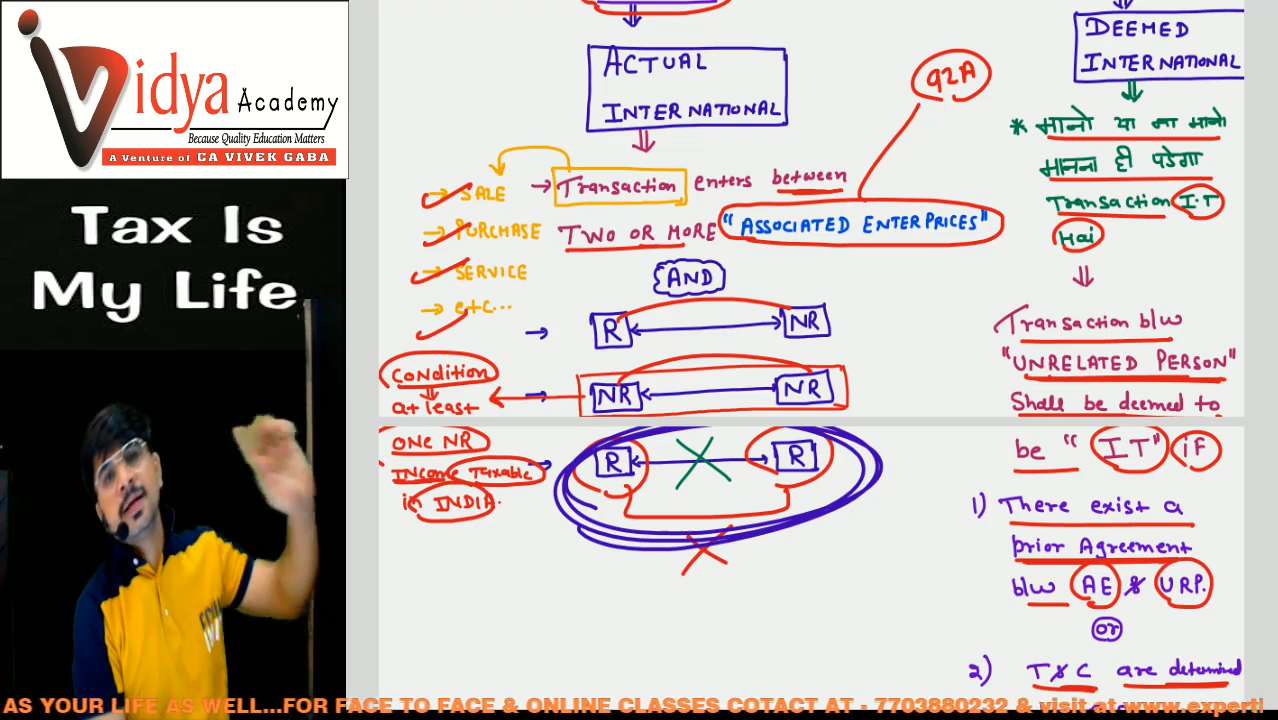 Vidya Academy
Because Quality Education Matters
A Venture of CA VIVEK GABA
Tax Is
My Life
ACTUAL
INTERNATIONAL
92A
→ SALE
→ PURCHASE
→ SERVICE
→ etc...
→ Transaction enters between
TWO OR MORE "ASSOCIATED ENTERPRICES"
AND
→ R NR
→ NR NR
→ R R
Condition
at least
ONE NR
INCOME Taxable
in INDIA.
DEEMED
INTERNATIONAL
* मानो या ना मानो
मानना ही पडेगा
Transaction I.T
Hai
Transaction b/w
"UNRELATED PERSON"
Shall be deemed to
be "IT" if
1) There exist a
prior Agreement
b/w AE & URP.
or
2) T&C are determined
AS YOUR LIFE AS WELL...FOR FACE TO FACE & ONLINE CLASSES COTACT AT - 7703880232 & visit at www.experti